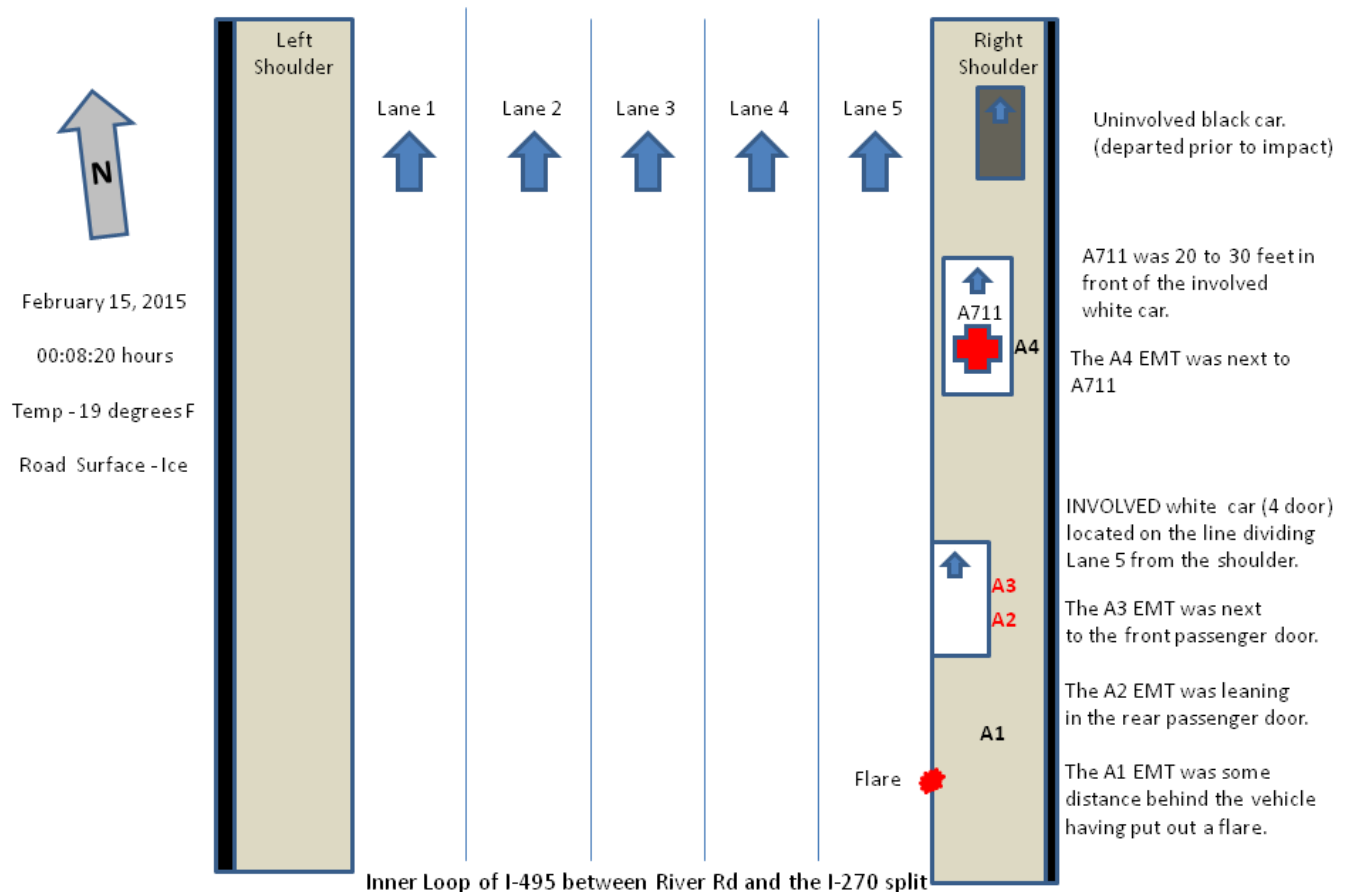 Left
Shoulder
Right
Shoulder
Lane 1
Lane 2
Lane 3
Lane 4
Lane 5
N
February 15, 2015
00:08:20 hours
Temp - 19 degrees F
Road Surface - Ice
Uninvolved black car.
(departed prior to impact)
A711
A4
A711 was 20 to 30 feet in
front of the involved
white car.
The A4 EMT was next to
A711
INVOLVED white car (4 door)
located on the line dividing
Lane 5 from the shoulder.
A3
A2
The A3 EMT was next
to the front passenger door.
The A2 EMT was leaning
in the rear passenger door.
A1
Flare
The A1 EMT was some
distance behind the vehicle
having put out a flare.
Inner Loop of I-495 between River Rd and the I-270 split